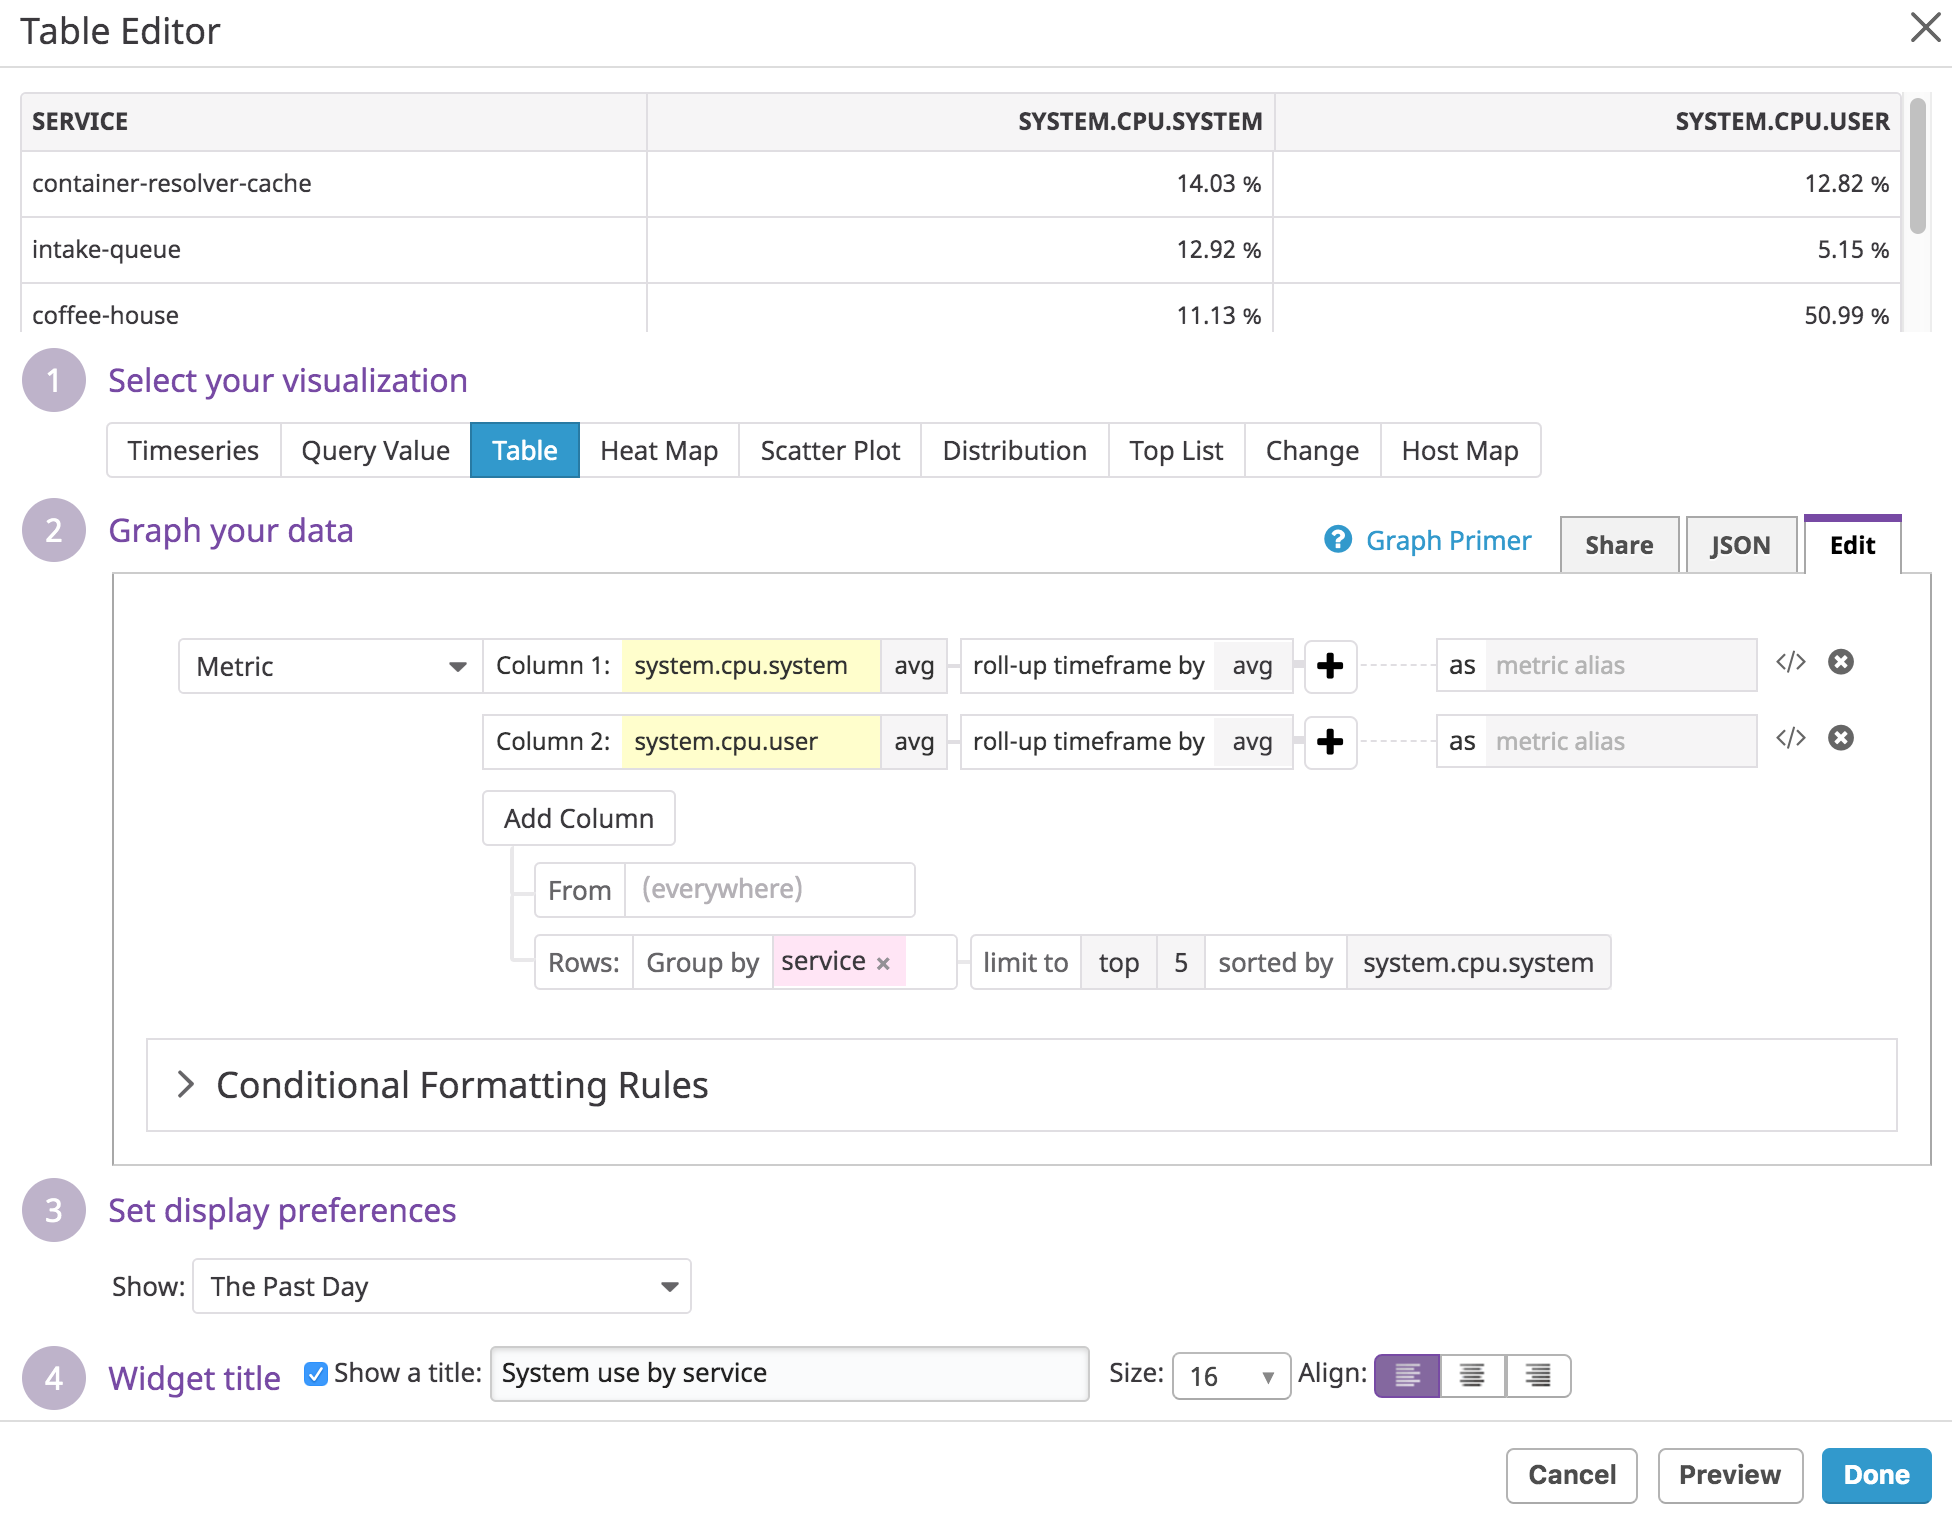 Table Editor
SERVICE SYSTEM.CPU.SYSTEM SYSTEM.CPU.USER
container-resolver-cache 14.03 % 12.82 %
intake-queue 12.92 % 5.15 %
coffee-house 11.13 % 50.99 %
1 Select your visualization
Timeseries Query Value Table Heat Map Scatter Plot Distribution Top List Change Host Map
2 Graph your data ? Graph Primer Share JSON Edit
Metric Column 1: system.cpu.system avg roll-up timeframe by avg + as metric alias </>
Column 2: system.cpu.user avg roll-up timeframe by avg + as metric alias </>
Add Column
From (everywhere)
Rows: Group by service × limit to top 5 sorted by system.cpu.system
Conditional Formatting Rules
3 Set display preferences
Show: The Past Day
4 Widget title Show a title: System use by service Size: 16 Align:
Cancel Preview Done